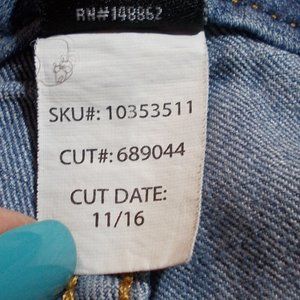 RN#148862
SKU#: 10353511
CUT#: 689044
CUT DATE:
11/16